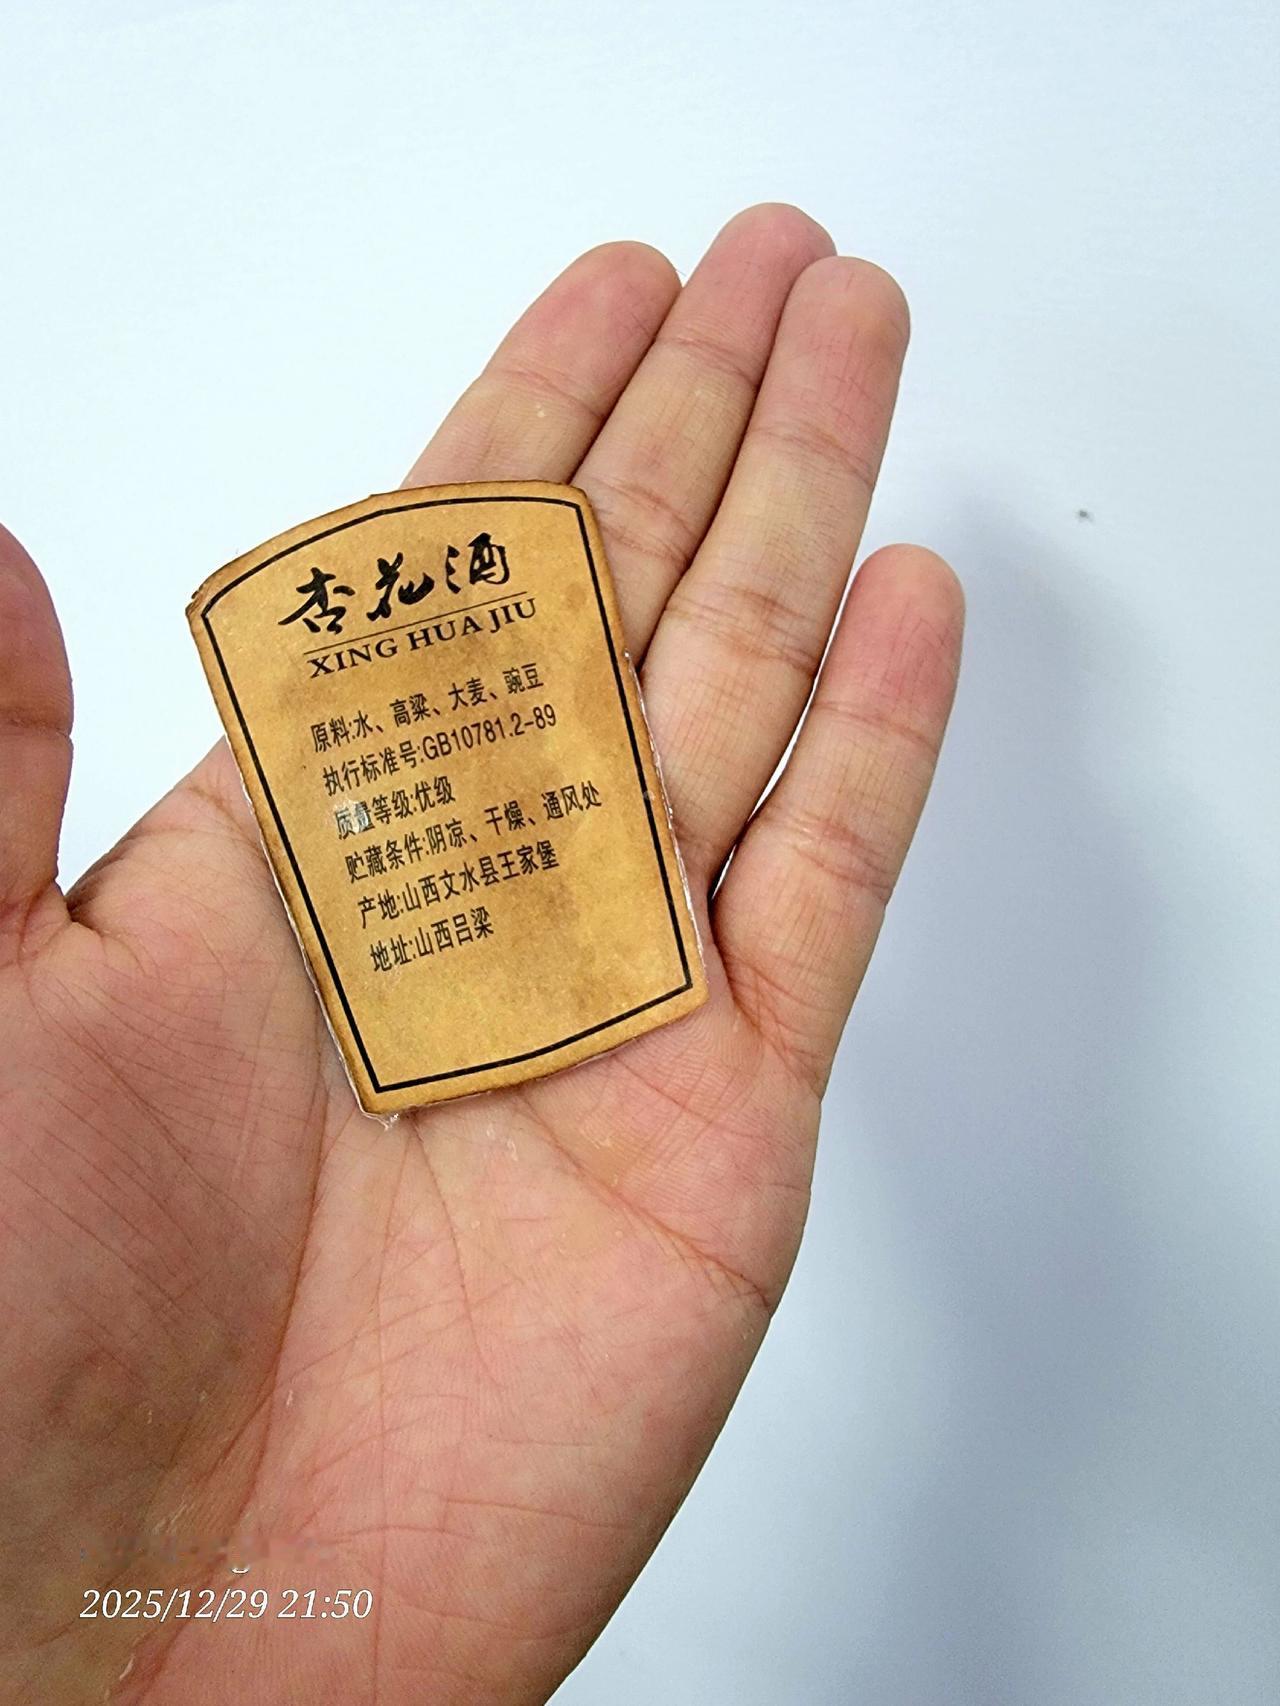 杏花酒
XING HUA JIU
原料:水、高粱、大麦、豌豆
执行标准号:GB10781.2-89
质量等级:优级
贮藏条件:阴凉、干燥、通风处
产地:山西文水县王家堡
地址:山西吕梁
2025/12/29 21:50